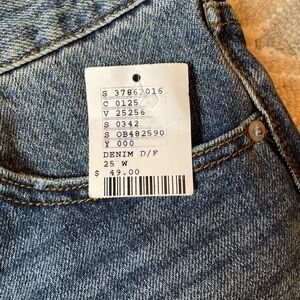 S 37863016
C 0125
V 25256
S 0342
S OB482590
Y 000
DENIM D/F
25 W
$ 49.00